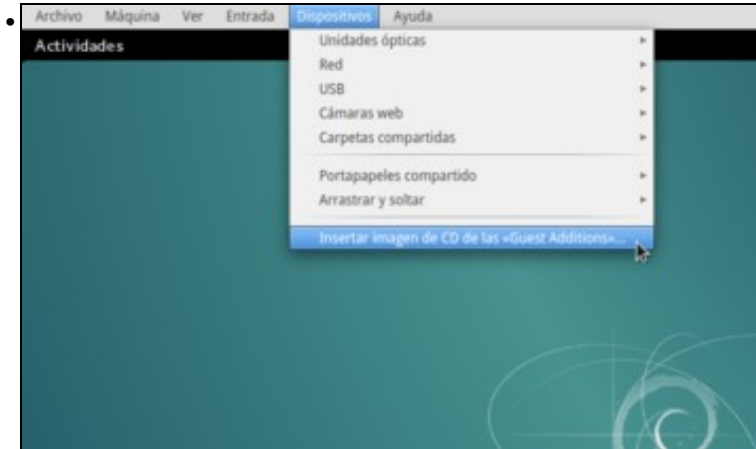 Archivo Máquina Ver Entrada Dispositivos Ayuda
Actividades
Unidades ópticas
Red
USB
Cámaras web
Carpetas compartidas
Portapapeles compartido
Arrastrar y soltar
Insertar imagen de CD de las «Guest Additions»...